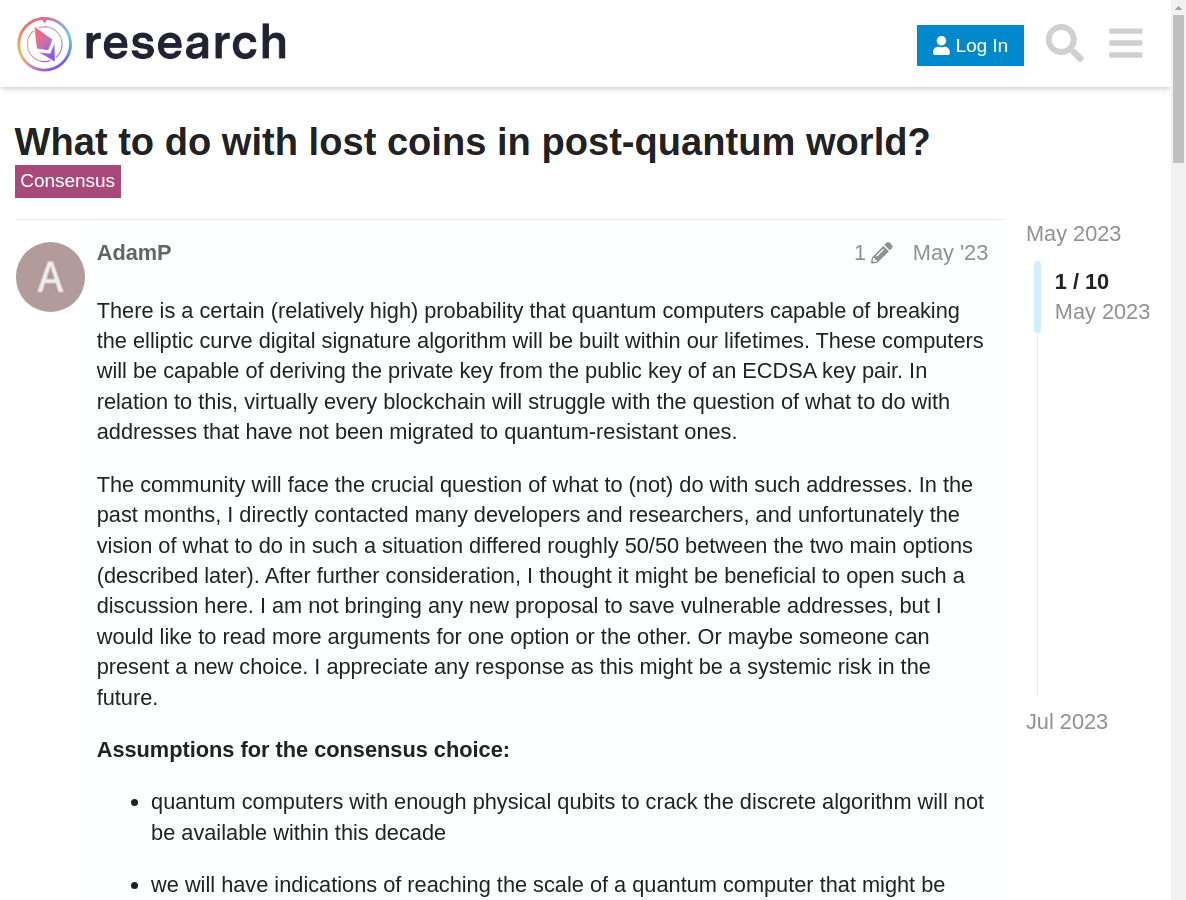 research
Log In
What to do with lost coins in post-quantum world?
Consensus
AdamP
1
May '23
May 2023
1 / 10
May 2023
Jul 2023
A
There is a certain (relatively high) probability that quantum computers capable of breaking
the elliptic curve digital signature algorithm will be built within our lifetimes. These computers
will be capable of deriving the private key from the public key of an ECDSA key pair. In
relation to this, virtually every blockchain will struggle with the question of what to do with
addresses that have not been migrated to quantum-resistant ones.
The community will face the crucial question of what to (not) do with such addresses. In the
past months, I directly contacted many developers and researchers, and unfortunately the
vision of what to do in such a situation differed roughly 50/50 between the two main options
(described later). After further consideration, I thought it might be beneficial to open such a
discussion here. I am not bringing any new proposal to save vulnerable addresses, but I
would like to read more arguments for one option or the other. Or maybe someone can
present a new choice. I appreciate any response as this might be a systemic risk in the
future.
Assumptions for the consensus choice:
• quantum computers with enough physical qubits to crack the discrete algorithm will not
be available within this decade
• we will have indications of reaching the scale of a quantum computer that might be